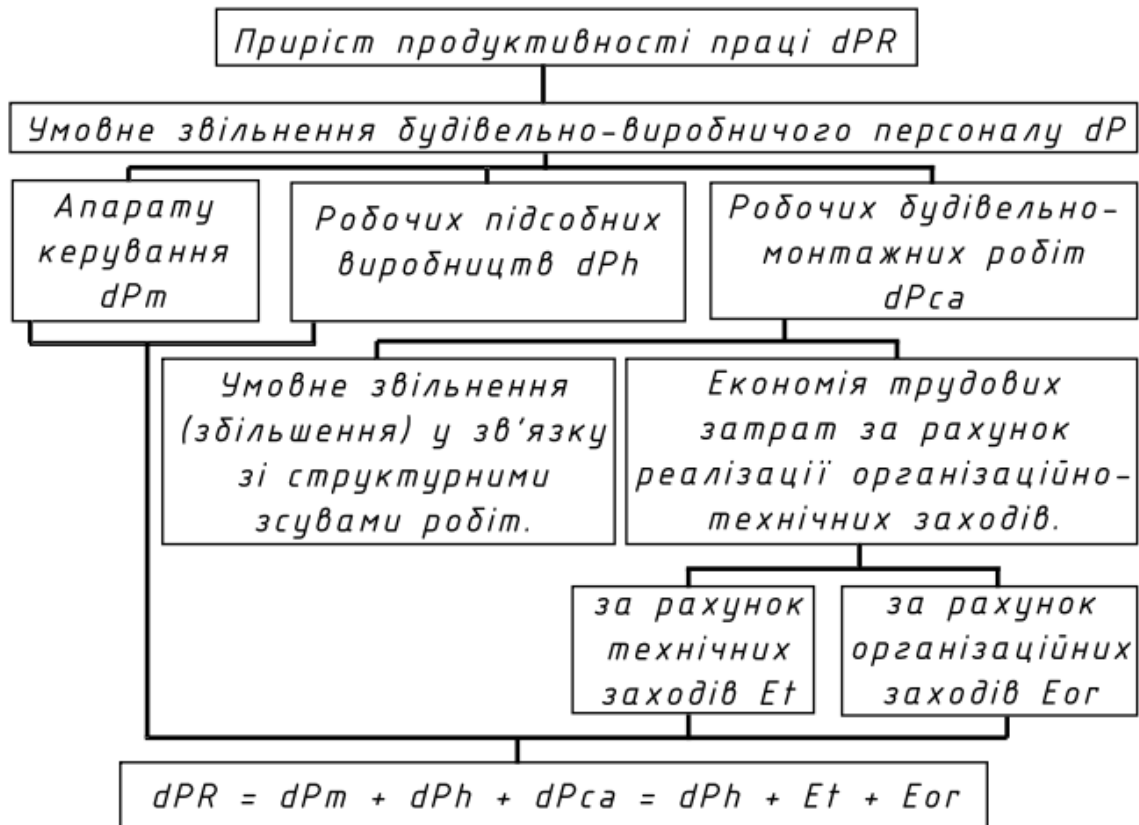 Приріст продуктивності праці dPR
Умовне звільнення будівельно-виробничого персоналу dP
Апарату
керування
dPm
Робочих підсобних
виробництв dPh
Робочих будівельно-
монтажних робіт
dPca
Умовне звільнення
(збільшення) у зв'язку
зі структурними
зсувами робіт.
Економія трудових
затрат за рахунок
реалізації організаційно-
технічних заходів.
за рахунок
технічних
заходів Et
за рахунок
організаційних
заходів Eor
dPR = dPm + dPh + dPca = dPh + Et + Eor